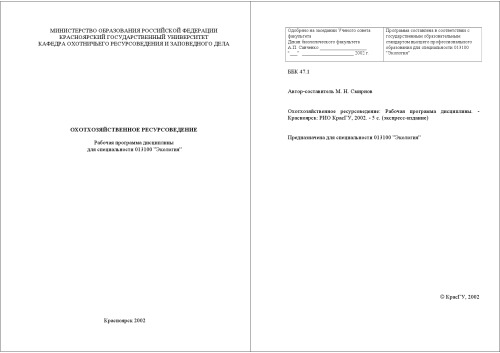 МИНИСТЕРСТВО ОБРАЗОВАНИЯ РОССИЙСКОЙ ФЕДЕРАЦИИ
КРАСНОЯРСКИЙ ГОСУДАРСТВЕННЫЙ УНИВЕРСИТЕТ
КАФЕДРА ОХОТНИЧЬЕГО РЕСУРСОВЕДЕНИЯ И ЗАПОВЕДНОГО ДЕЛА
ОХОТХОЗЯЙСТВЕННОЕ РЕСУРСОВЕДЕНИЕ
Рабочая программа дисциплины
для специальности 013100 "Экология"
Красноярск 2002
Одобрено на заседании Ученого совета
факультета
Декан биологического факультета
А.П. Савченко ____________________
"___" ____________________ 2002 г.
Программа составлена в соответствии с
государственным образовательным
стандартом высшего профессионального
образования для специальности 013100
"Экология"
ББК 47.1
Автор-составитель М. Н. Смирнов
Охотхозяйственное ресурсоведение: Рабочая программа дисциплины. -
Красноярск: РИО КрасГУ, 2002. - 5 с. (экспресс-издание)
Предназначена для специальности 013100 "Экология"
© КрасГУ, 2002